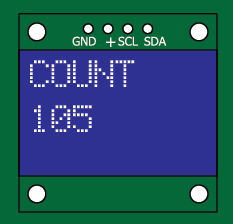 GND + SCL SDA
COUNT
105